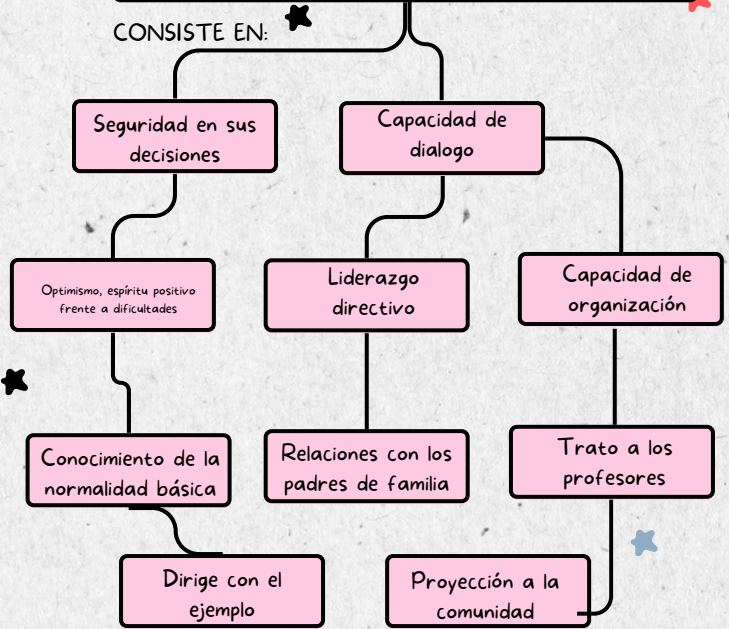 CONSISTE EN:
Seguridad en sus
decisiones
Capacidad de
dialogo
Optimismo, espíritu positivo
frente a dificultades
Liderazgo
directivo
Capacidad de
organización
Conocimiento de la
normalidad básica
Relaciones con los
padres de familia
Trato a los
profesores
Dirige con el
ejemplo
Proyección a la
comunidad